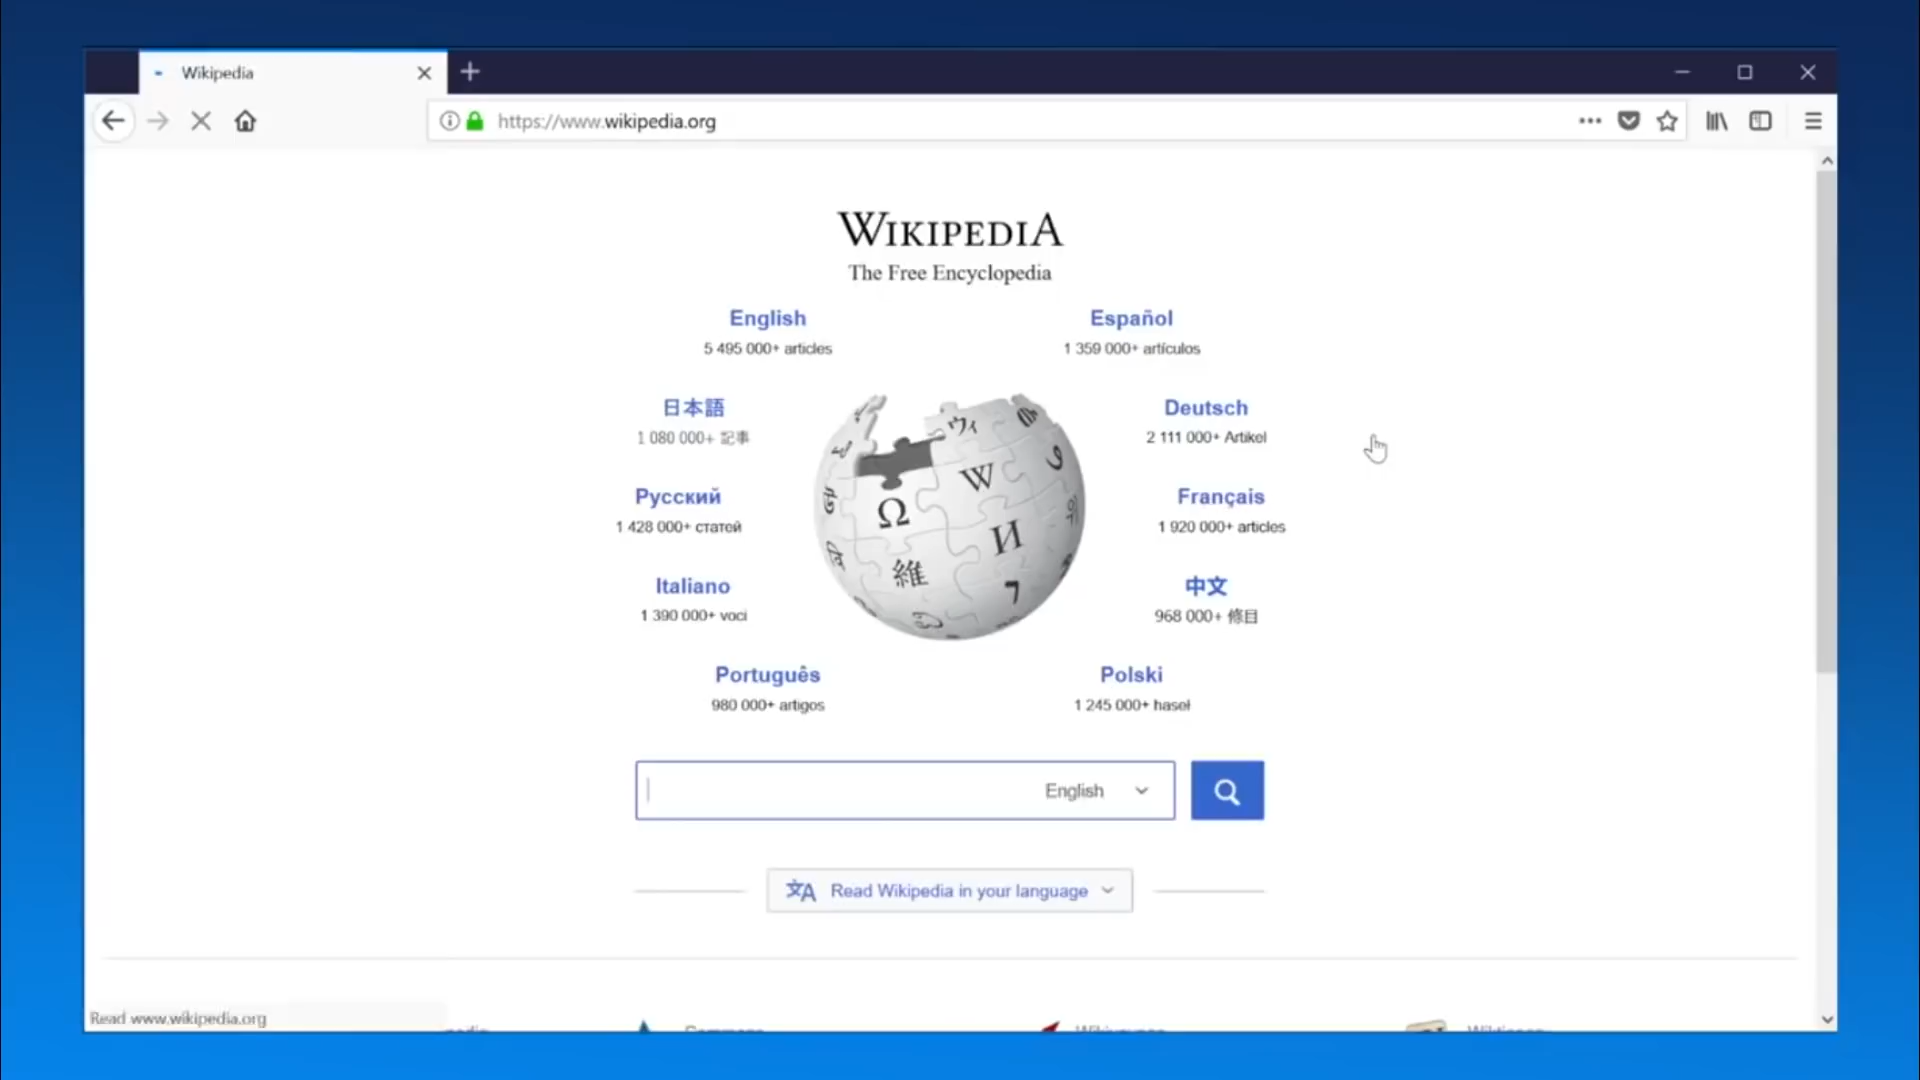 Wikipedia
https://www.wikipedia.org
WIKIPEDIA
The Free Encyclopedia
English
5 495 000+ articles
Español
1 359 000+ artículos
日本語
1 080 000+ 記事
Deutsch
2 111 000+ Artikel
Русский
1 428 000+ статей
Français
1 920 000+ articles
Italiano
1 390 000+ voci
中文
968 000+ 條目
Português
980 000+ artigos
Polski
1 245 000+ haseł
Ω
W
И
維
ウィ
English
Read Wikipedia in your language
Read www.wikipedia.org